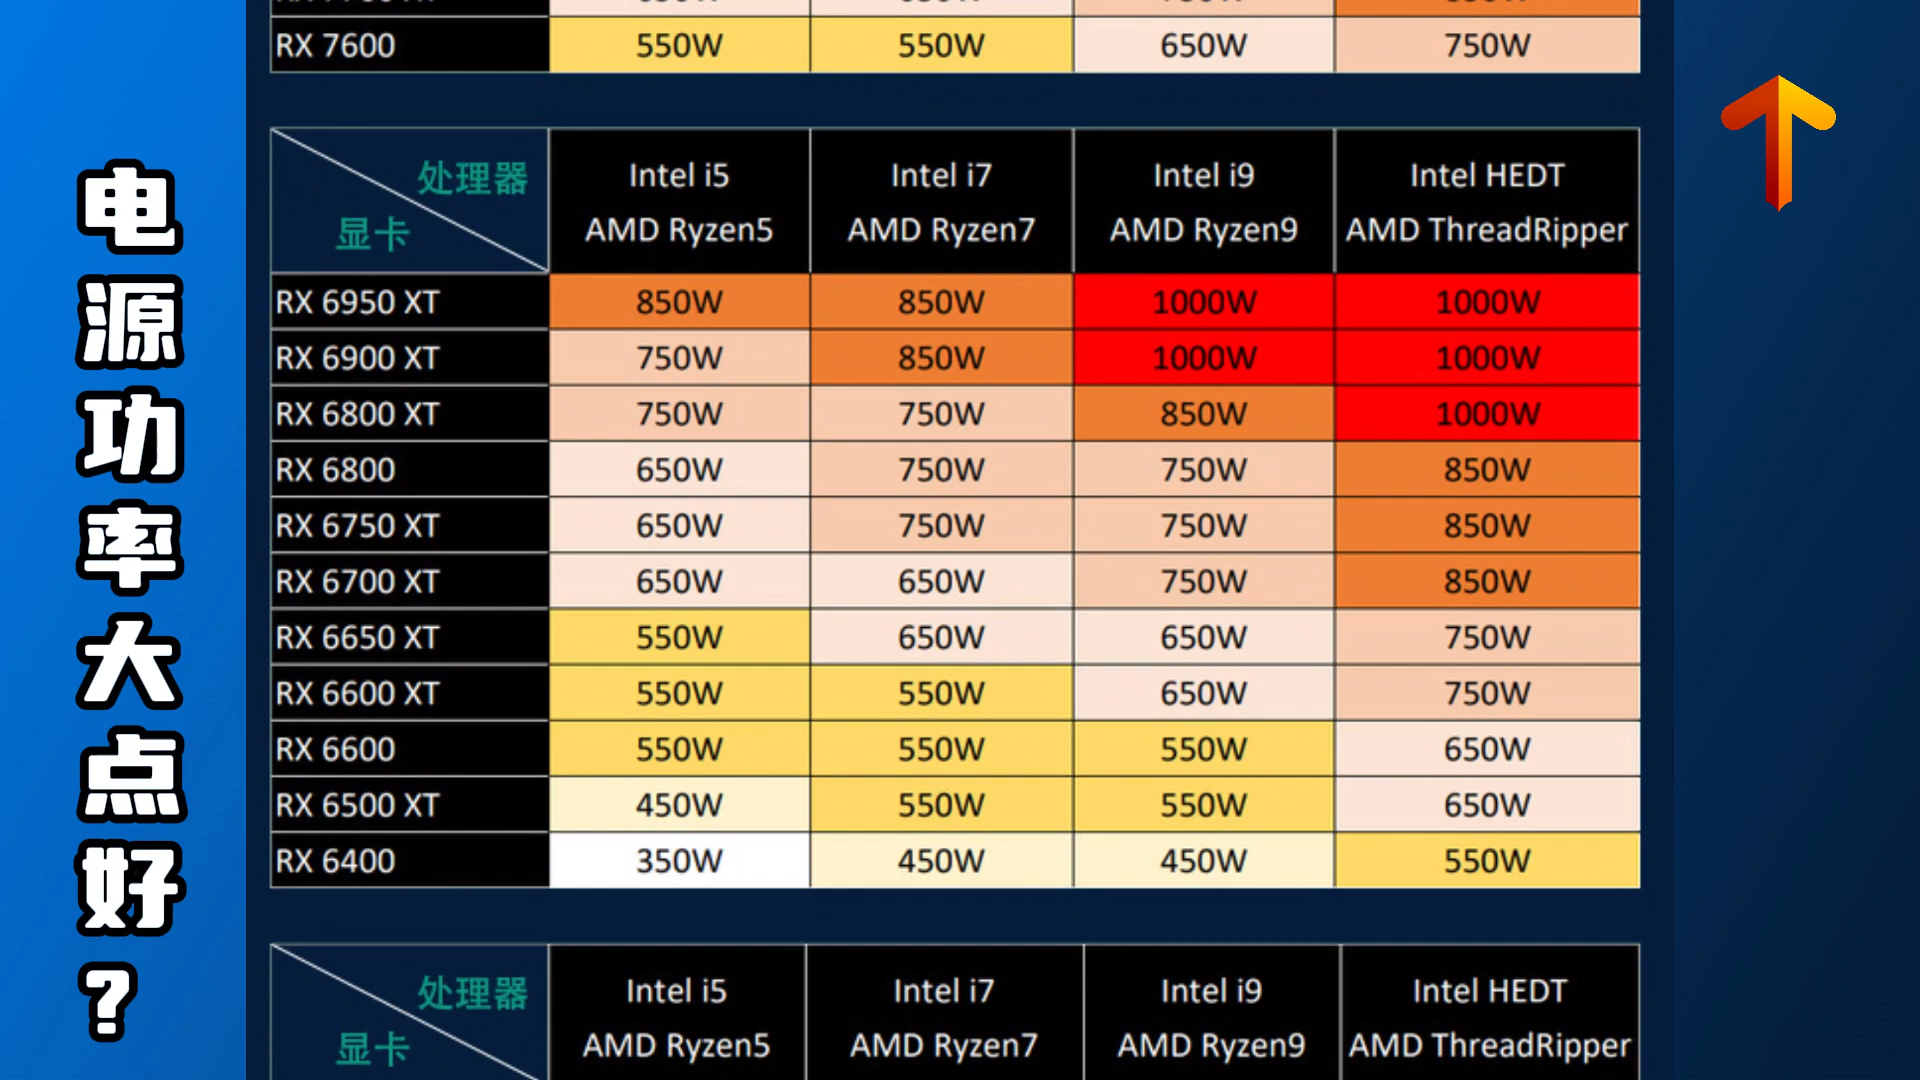 RX 7600 550W 550W 650W 750W
处理器 显卡 Intel i5 AMD Ryzen5 Intel i7 AMD Ryzen7 Intel i9 AMD Ryzen9 Intel HEDT AMD ThreadRipper
RX 6950 XT 850W 850W 1000W 1000W
RX 6900 XT 750W 850W 1000W 1000W
RX 6800 XT 750W 750W 850W 1000W
RX 6800 650W 750W 750W 850W
RX 6750 XT 650W 750W 750W 850W
RX 6700 XT 650W 650W 750W 850W
RX 6650 XT 550W 650W 650W 750W
RX 6600 XT 550W 550W 650W 750W
RX 6600 550W 550W 550W 650W
RX 6500 XT 450W 550W 550W 650W
RX 6400 350W 450W 450W 550W
处理器 显卡 Intel i5 AMD Ryzen5 Intel i7 AMD Ryzen7 Intel i9 AMD Ryzen9 Intel HEDT AMD ThreadRipper
电源功率大点好?